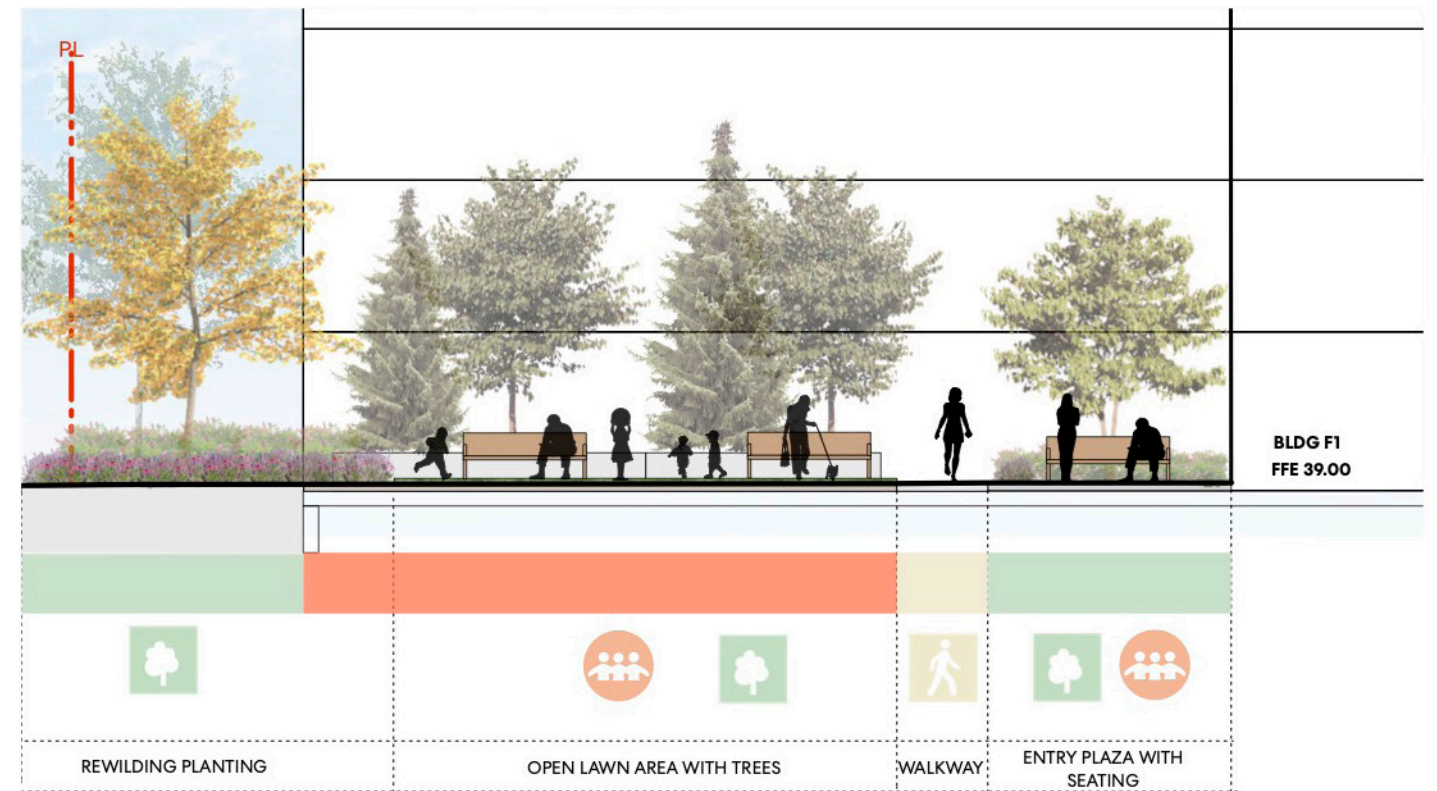 PL
BLDG F1
FFE 39.00
REWILDING PLANTING
OPEN LAWN AREA WITH TREES
WALKWAY
ENTRY PLAZA WITH
SEATING